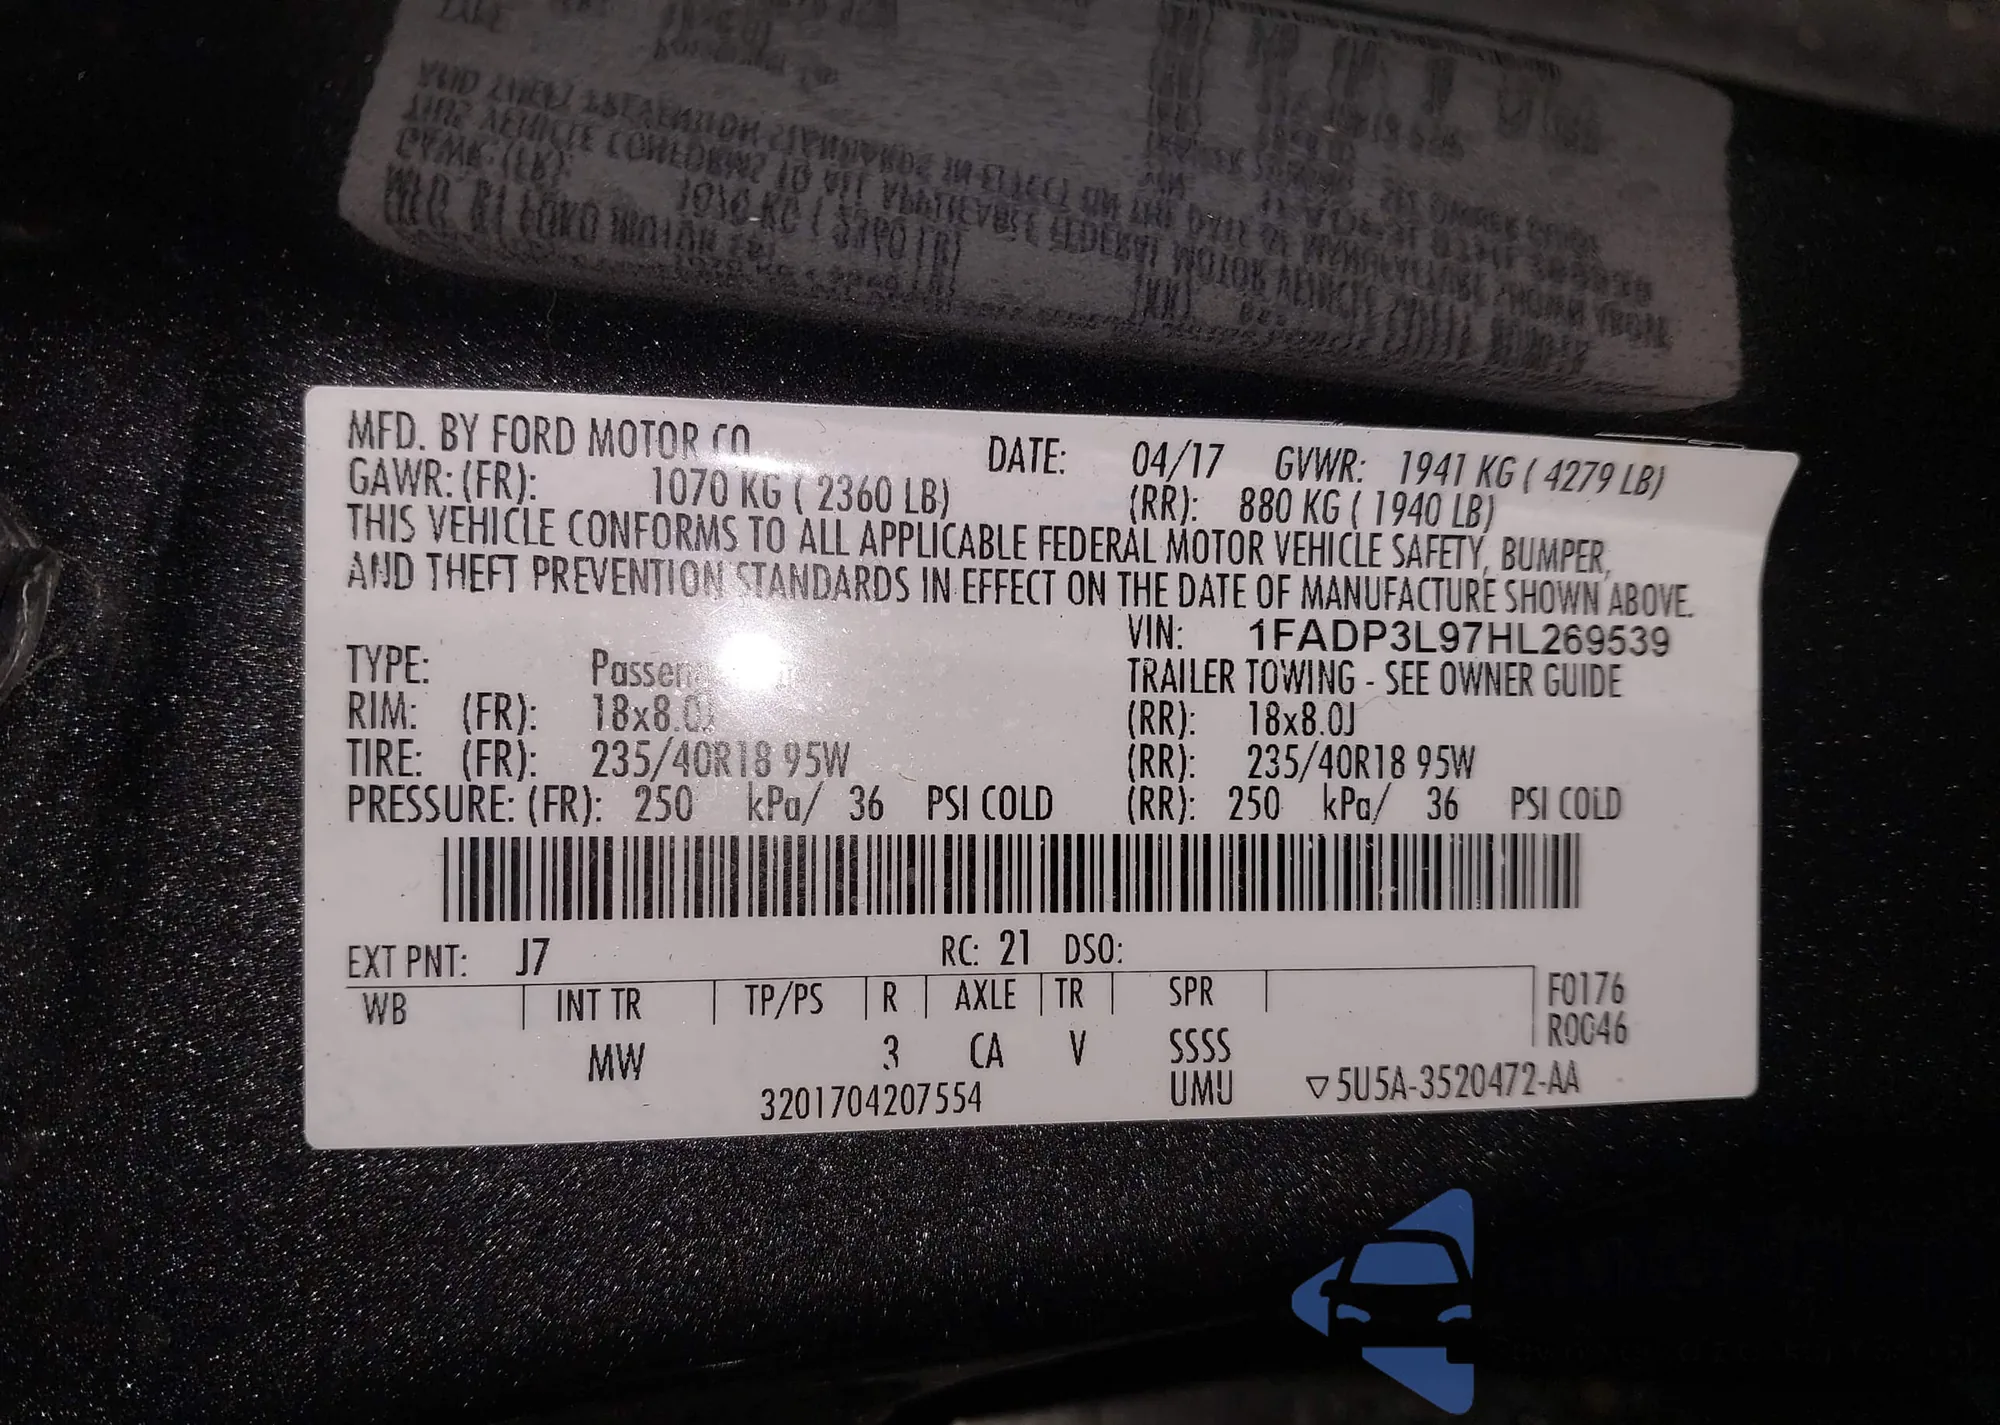 MFD. BY FORD MOTOR CO
DATE: 04/17 GVWR: 1941 KG ( 4279 LB)
GAWR: (FR): 1070 KG ( 2360 LB) (RR): 880 KG ( 1940 LB)
THIS VEHICLE CONFORMS TO ALL APPLICABLE FEDERAL MOTOR VEHICLE SAFETY, BUMPER,
AND THEFT PREVENTION STANDARDS IN EFFECT ON THE DATE OF MANUFACTURE SHOWN ABOVE.
VIN: 1FADP3L97HL269539
TYPE: TRAILER TOWING - SEE OWNER GUIDE
RIM: (FR): 18x8.0J (RR): 18x8.0J
TIRE: (FR): 235/40R18 95W (RR): 235/40R18 95W
PRESSURE: (FR): 250 kPa/ 36 PSI COLD (RR): 250 kPa/ 36 PSI COLD
EXT PNT: J7 RC: 21 DSO:
WB INT TR TP/PS R AXLE TR SPR F0176
R0046
MW 3 CA V SSSS
3201704207554 UMU ▽5U5A-3520472-AA